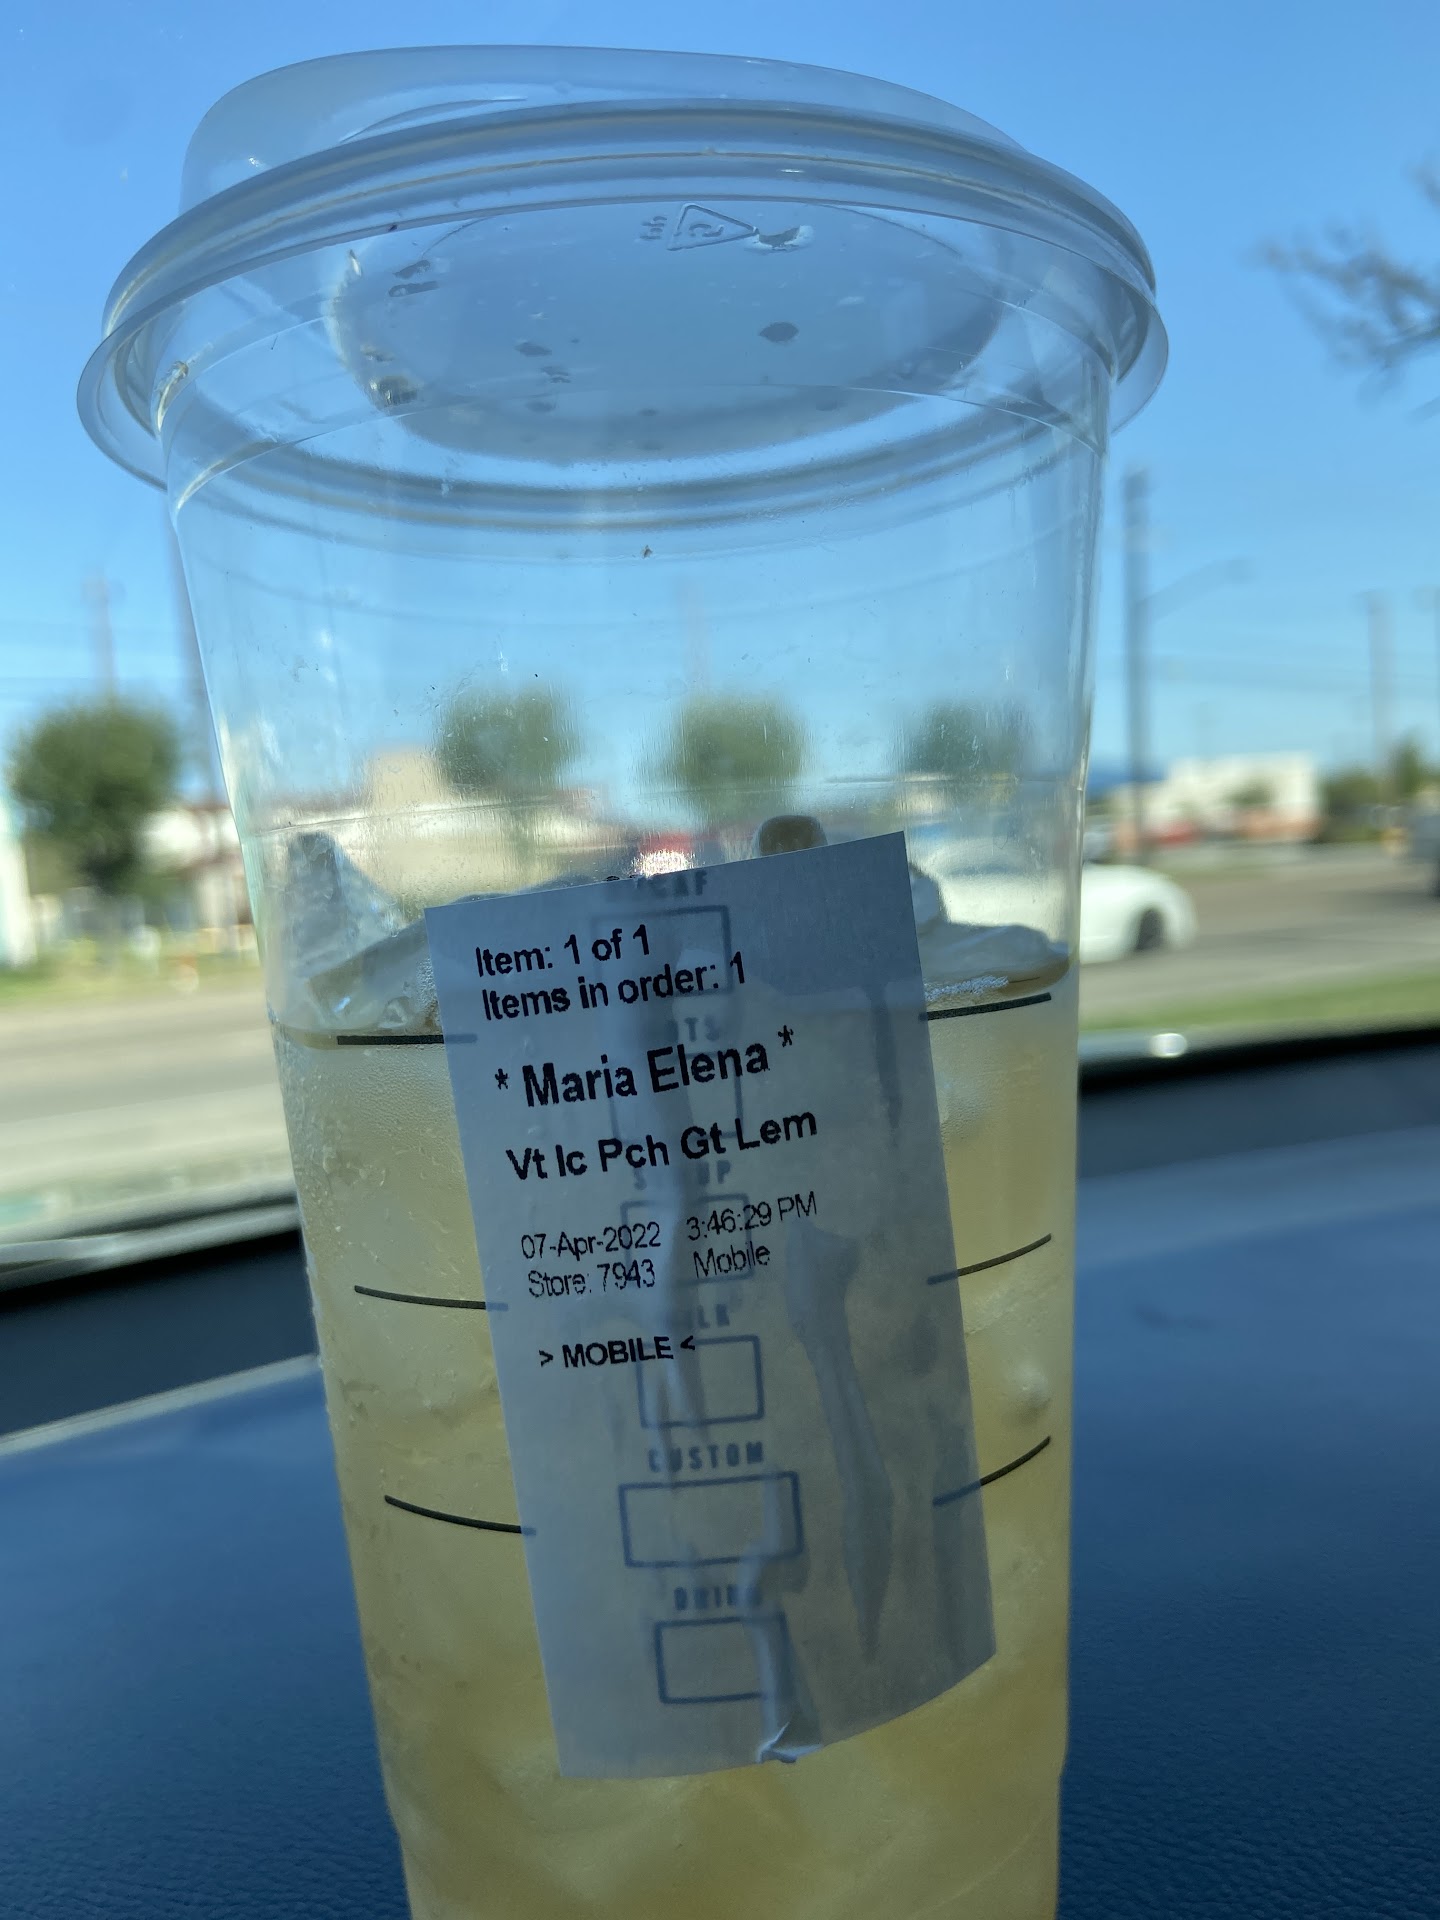 Item: 1 of 1
Items in order: 1
* Maria Elena *
Vt Ic Pch Gt Lem
07-Apr-2022 3:46:29 PM
Store: 7943 Mobile
> MOBILE <
CUSTOM
DRINK